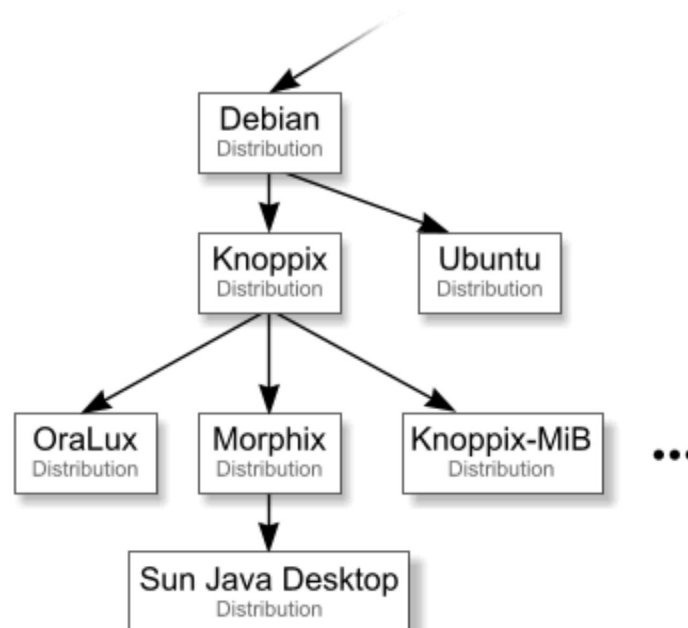 Debian
Distribution
Knoppix
Distribution
Ubuntu
Distribution
OraLux
Distribution
Morphix
Distribution
Knoppix-MiB
Distribution
...
Sun Java Desktop
Distribution